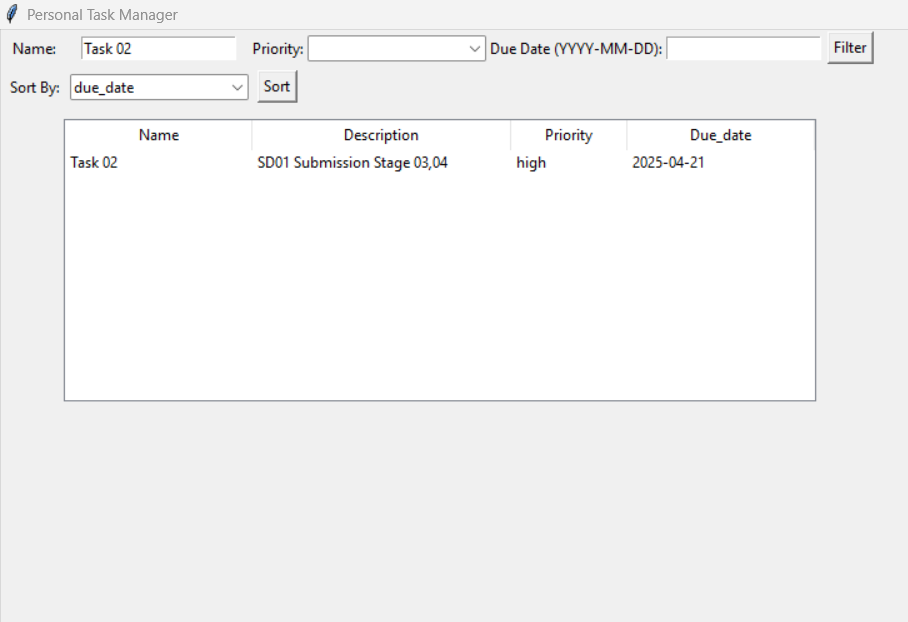 Personal Task Manager
Name: Task 02 Priority: Due Date (YYYY-MM-DD): Filter
Sort By: due_date Sort
Name Description Priority Due_date
Task 02 SD01 Submission Stage 03,04 high 2025-04-21